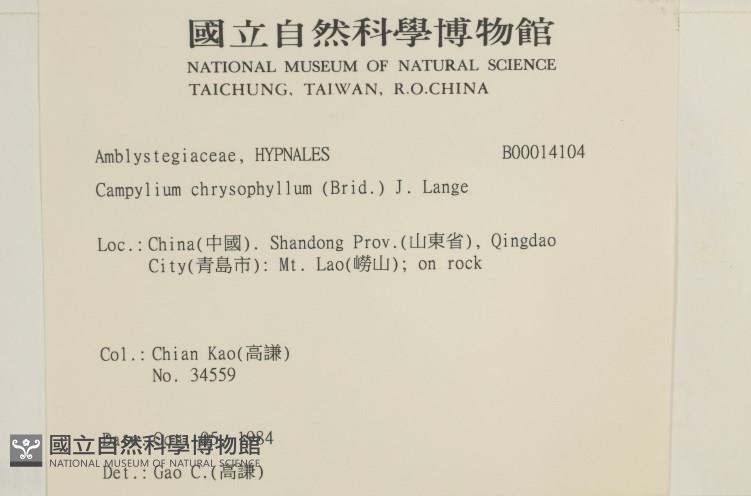 國立自然科學博物館
NATIONAL MUSEUM OF NATURAL SCIENCE
TAICHUNG, TAIWAN, R.O.CHINA
Amblystegiaceae, HYPNALES B00014104
Campylium chrysophyllum (Brid.) J. Lange
Loc.: China(中國). Shandong Prov.(山東省), Qingdao
City(青島市): Mt. Lao(嶗山); on rock
Col.: Chian Kao(高謙)
No. 34559
1984
國立自然科學博物館
NATIONAL MUSEUM OF NATURAL SCIENCE
Det.: Gao C.(高謙)